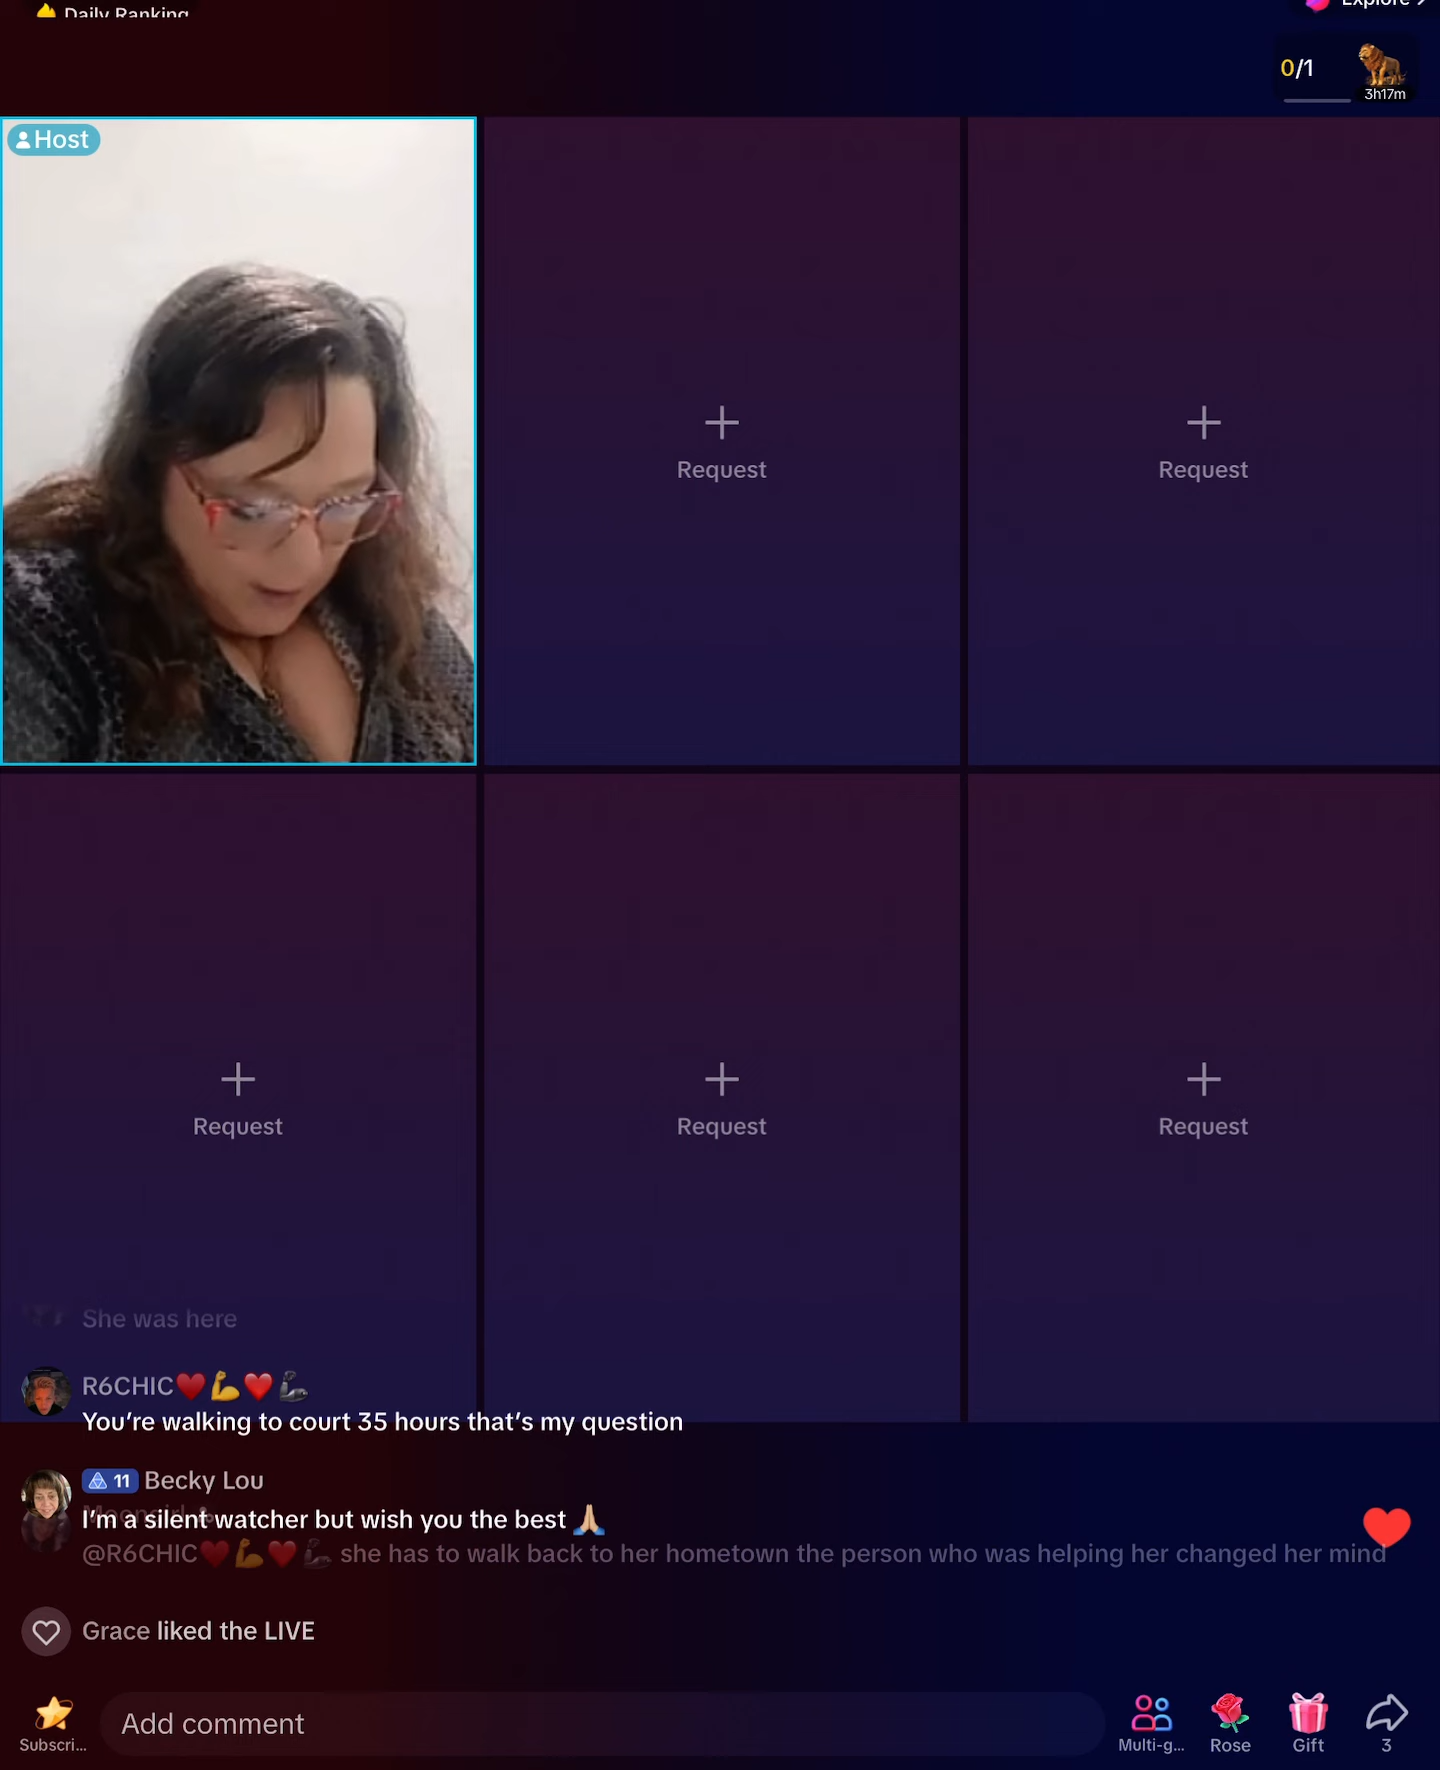 Daily Ranking
Explore >
0/1
3h17m
Host
Request
Request
Request
Request
Request
She was here
R6CHIC❤️💪❤️🦾
You're walking to court 35 hours that's my question
11 Becky Lou
I'm a silent watcher but wish you the best 🙏🏼
@R6CHIC❤️💪❤️🦾 she has to walk back to her hometown the person who was helping her changed her mind
Grace liked the LIVE
Subscri...
Add comment
Multi-g...
Rose
Gift
3